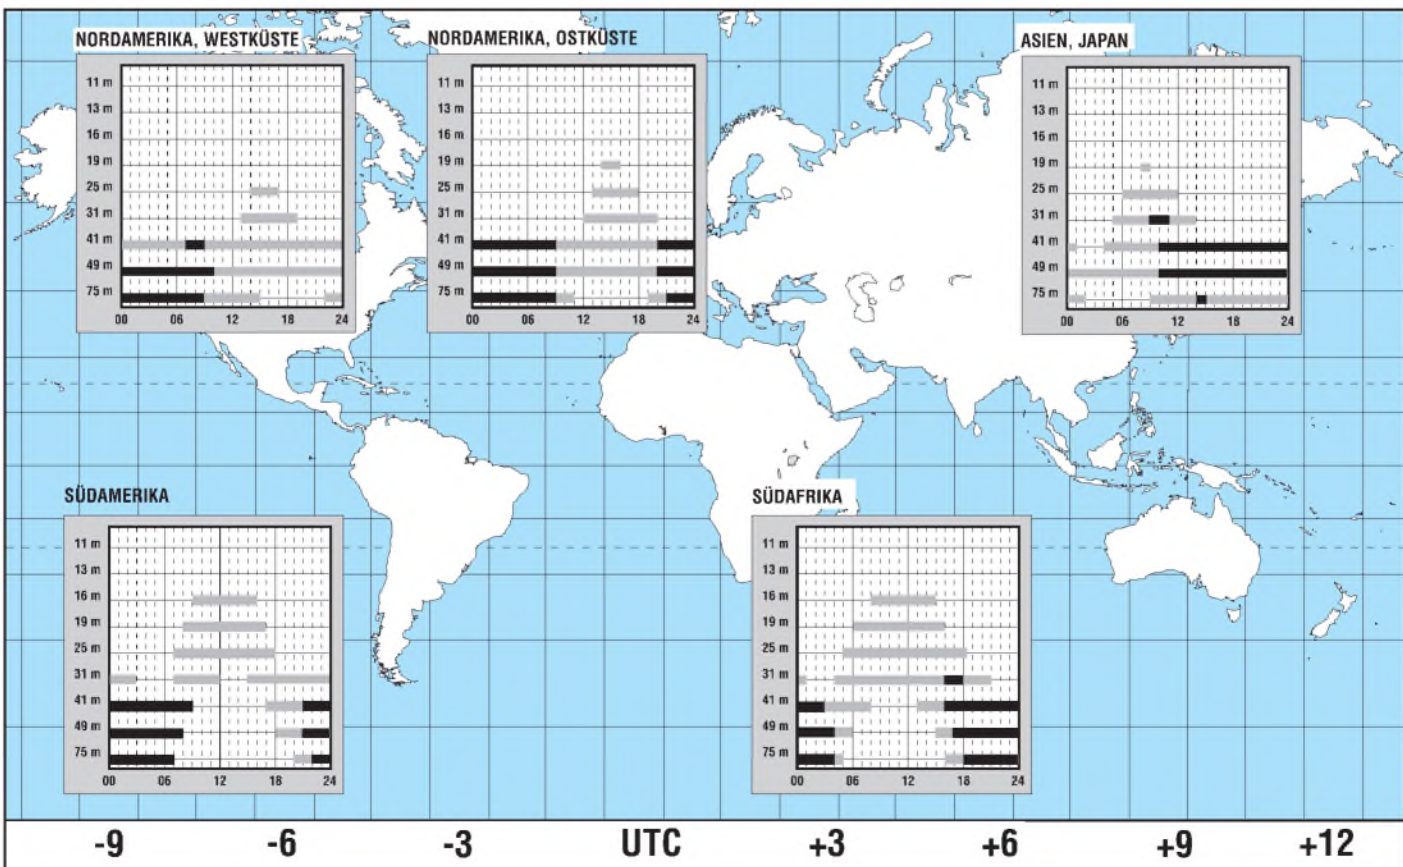 NORDAMERIKA, WESTKÜSTE
11 m
13 m
16 m
19 m
25 m
31 m
41 m
49 m
75 m
00 06 12 18 24
NORDAMERIKA, OSTKÜSTE
11 m
13 m
16 m
19 m
25 m
31 m
41 m
49 m
75 m
00 06 12 18 24
ASIEN, JAPAN
11 m
13 m
16 m
19 m
25 m
31 m
41 m
49 m
75 m
00 06 12 18 24
SÜDAMERIKA
11 m
13 m
16 m
19 m
25 m
31 m
41 m
49 m
75 m
00 06 12 18 24
SÜDAFRIKA
11 m
13 m
16 m
19 m
25 m
31 m
41 m
49 m
75 m
00 06 12 18 24
-9 -6 -3 UTC +3 +6 +9 +12